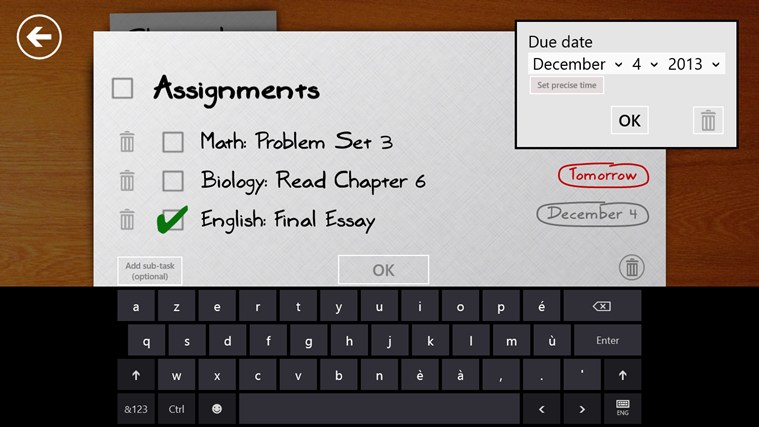 Due date
December 4 2013
Set precise time
OK
Assignments
Math: Problem Set 3
Biology: Read Chapter 6
Tomorrow
English: Final Essay
December 4
Add sub-task
(optional)
OK
a z e r t y u i o p é
q s d f g h j k l m ù Enter
w x c v b n è à , . '
&123 Ctrl < > ENG